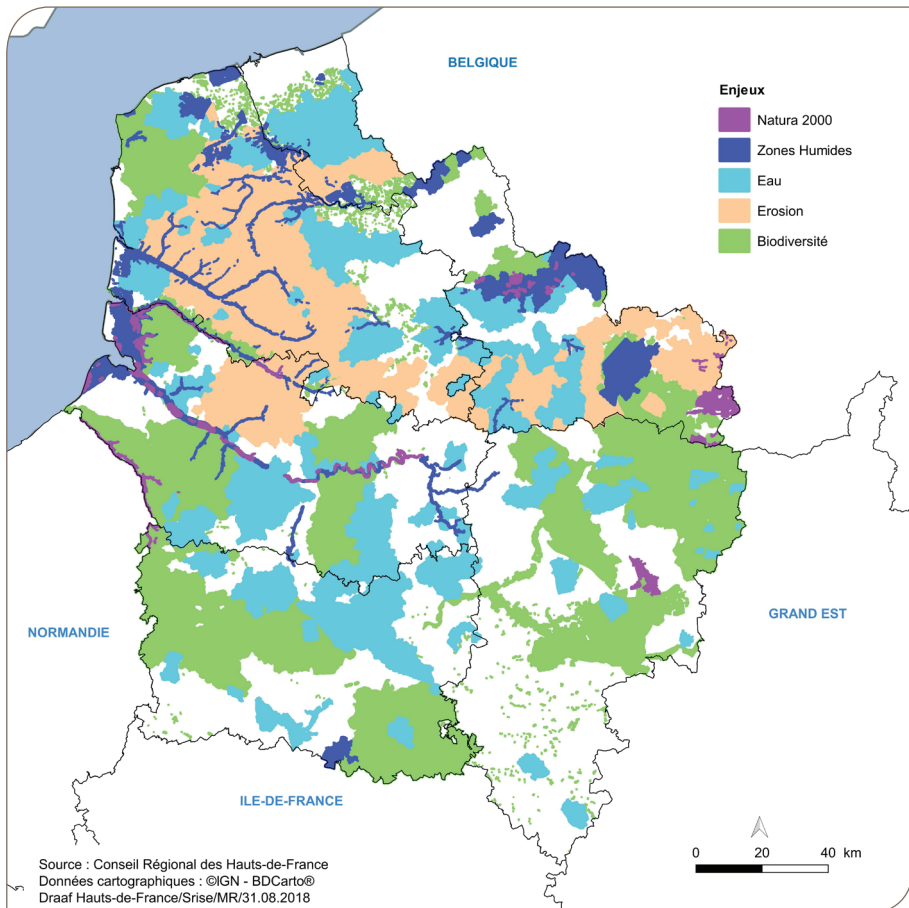 BELGIQUE
Enjeux
Natura 2000
Zones Humides
Eau
Erosion
Biodiversité
GRAND EST
NORMANDIE
ILE-DE-FRANCE
0 20 40 km
Source : Conseil Régional des Hauts-de-France
Données cartographiques : ©IGN - BDCarto®
Draaf Hauts-de-France/Srise/MR/31.08.2018